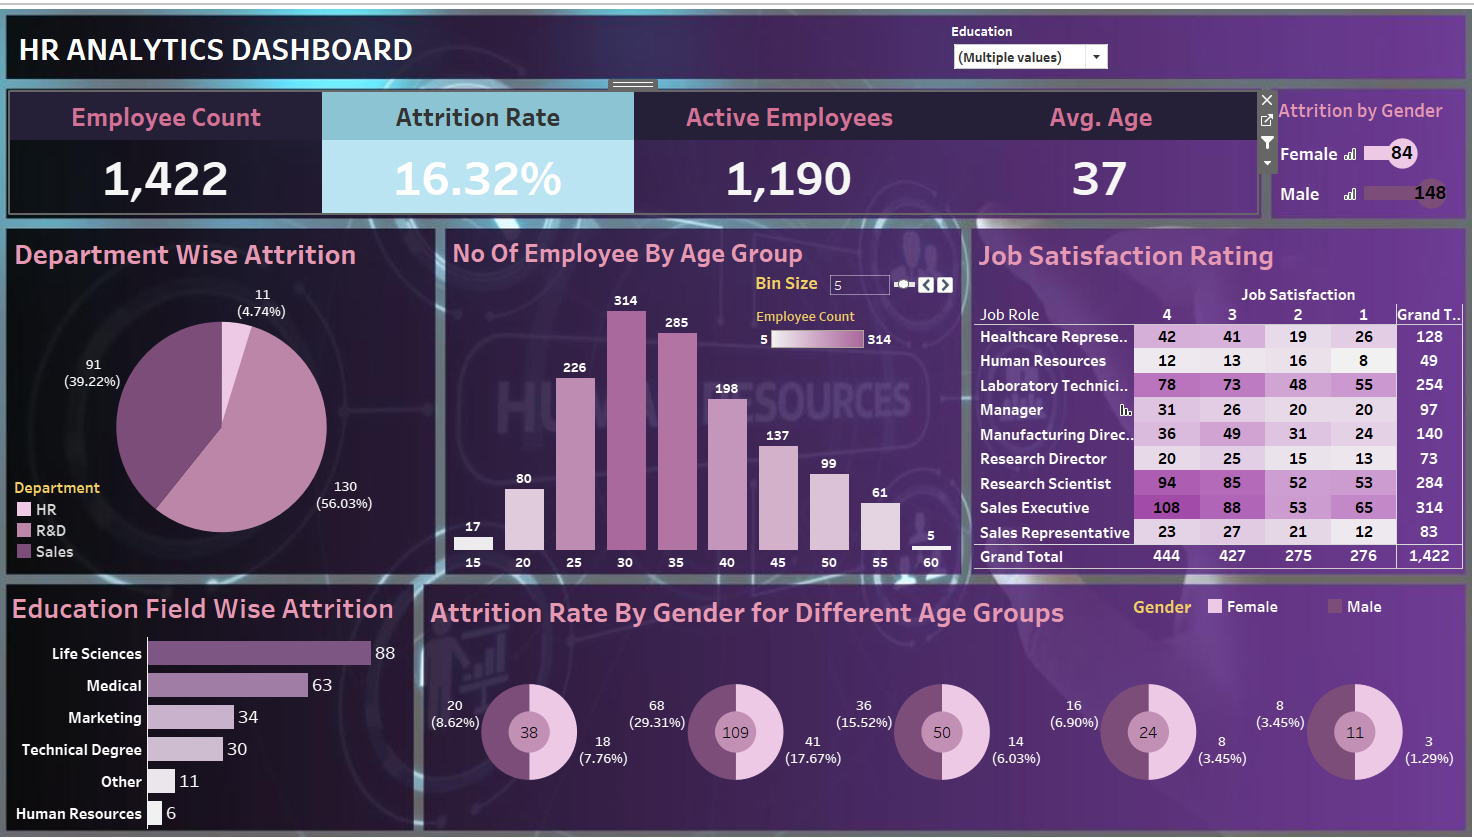 HR ANALYTICS DASHBOARD
Education
(Multiple values)
Employee Count
Attrition Rate
Active Employees
Avg. Age
1,422
16.32%
1,190
37
Attrition by Gender
Female 84
Male 148
Department Wise Attrition
11
(4.74%)
91
(39.22%)
130
(56.03%)
Department
HR
R&D
Sales
No Of Employee By Age Group
Bin Size 5
Employee Count
5 314
17 80 226 314 285 198 137 99 61 5
15 20 25 30 35 40 45 50 55 60
HUMAN RESOURCES
Job Satisfaction Rating
Job Satisfaction
Job Role 4 3 2 1 Grand T..
Healthcare Represe.. 42 41 19 26 128
Human Resources 12 13 16 8 49
Laboratory Technici.. 78 73 48 55 254
Manager 31 26 20 20 97
Manufacturing Direc.. 36 49 31 24 140
Research Director 20 25 15 13 73
Research Scientist 94 85 52 53 284
Sales Executive 108 88 53 65 314
Sales Representative 23 27 21 12 83
Grand Total 444 427 275 276 1,422
Education Field Wise Attrition
Life Sciences 88
Medical 63
Marketing 34
Technical Degree 30
Other 11
Human Resources 6
Attrition Rate By Gender for Different Age Groups
Gender Female Male
20
(8.62%)
38
18
(7.76%)
68
(29.31%)
109
41
(17.67%)
36
(15.52%)
50
14
(6.03%)
16
(6.90%)
24
8
(3.45%)
8
(3.45%)
11
3
(1.29%)